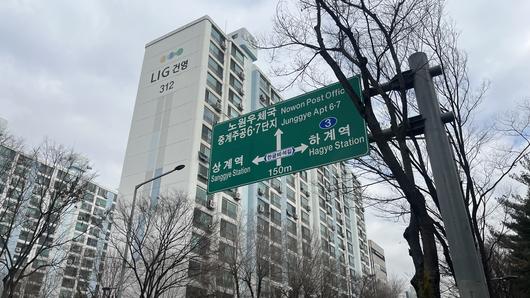 LIG 건영
312
노원우체국 Nowon Post Office
중계주공6·7단지 Junggye Apt 6·7
3
상계역
Sanggye Station
하계역
Hagye Station
150m